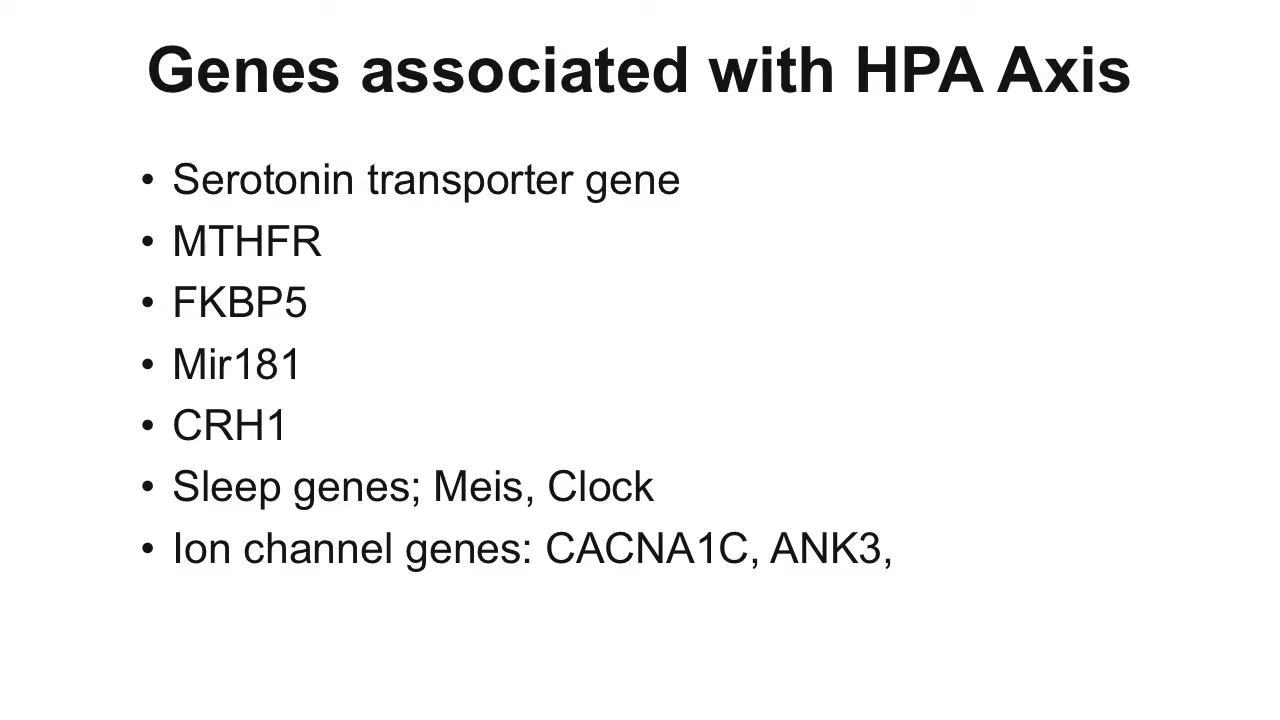 Genes associated with HPA Axis
• Serotonin transporter gene
• MTHFR
• FKBP5
• Mir181
• CRH1
• Sleep genes; Meis, Clock
• Ion channel genes: CACNA1C, ANK3,